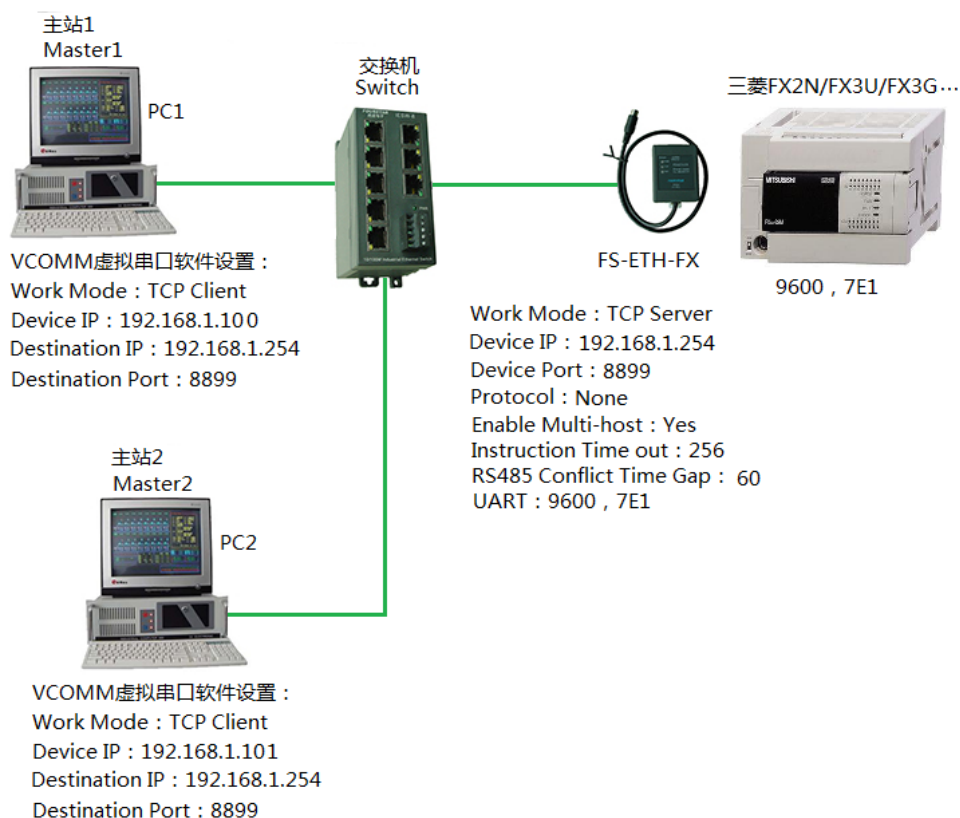 主站1
Master1
PC1
交换机
Switch
三菱FX2N/FX3U/FX3G…
MITSUBISHI
FS-ETH-FX
9600，7E1
VCOMM虚拟串口软件设置：
Work Mode：TCP Client
Device IP：192.168.1.100
Destination IP：192.168.1.254
Destination Port：8899
Work Mode：TCP Server
Device IP：192.168.1.254
Device Port：8899
Protocol：None
Enable Multi-host：Yes
Instruction Time out：256
RS485 Conflict Time Gap： 60
UART：9600，7E1
主站2
Master2
PC2
VCOMM虚拟串口软件设置：
Work Mode：TCP Client
Device IP：192.168.1.101
Destination IP：192.168.1.254
Destination Port：8899